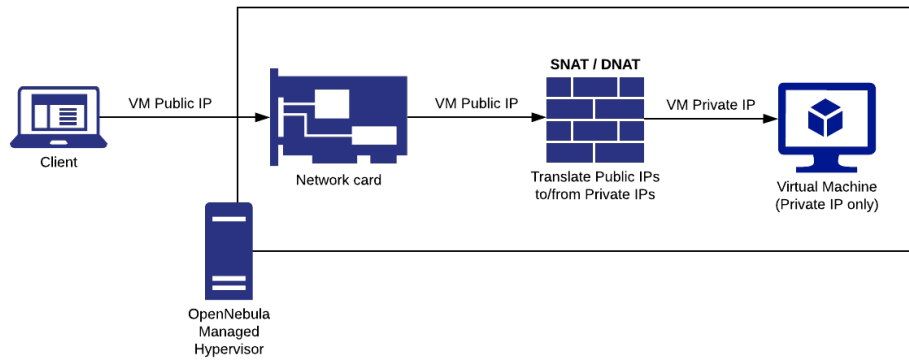 SNAT / DNAT
VM Public IP
VM Public IP
VM Private IP
Client
Network card
Translate Public IPs
to/from Private IPs
Virtual Machine
(Private IP only)
OpenNebula
Managed
Hypervisor